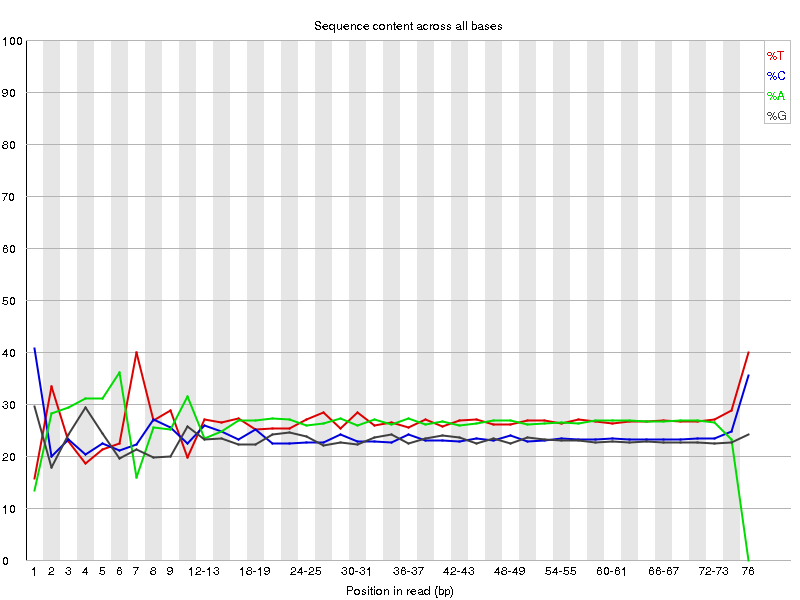 Sequence content across all bases
100
90
80
70
60
50
40
30
20
10
0
%T
%C
%A
%G
1 2 3 4 5 6 7 8 9 12-13 18-19 24-25 30-31 36-37 42-43 48-49 54-55 60-61 66-67 72-73 76
Position in read (bp)